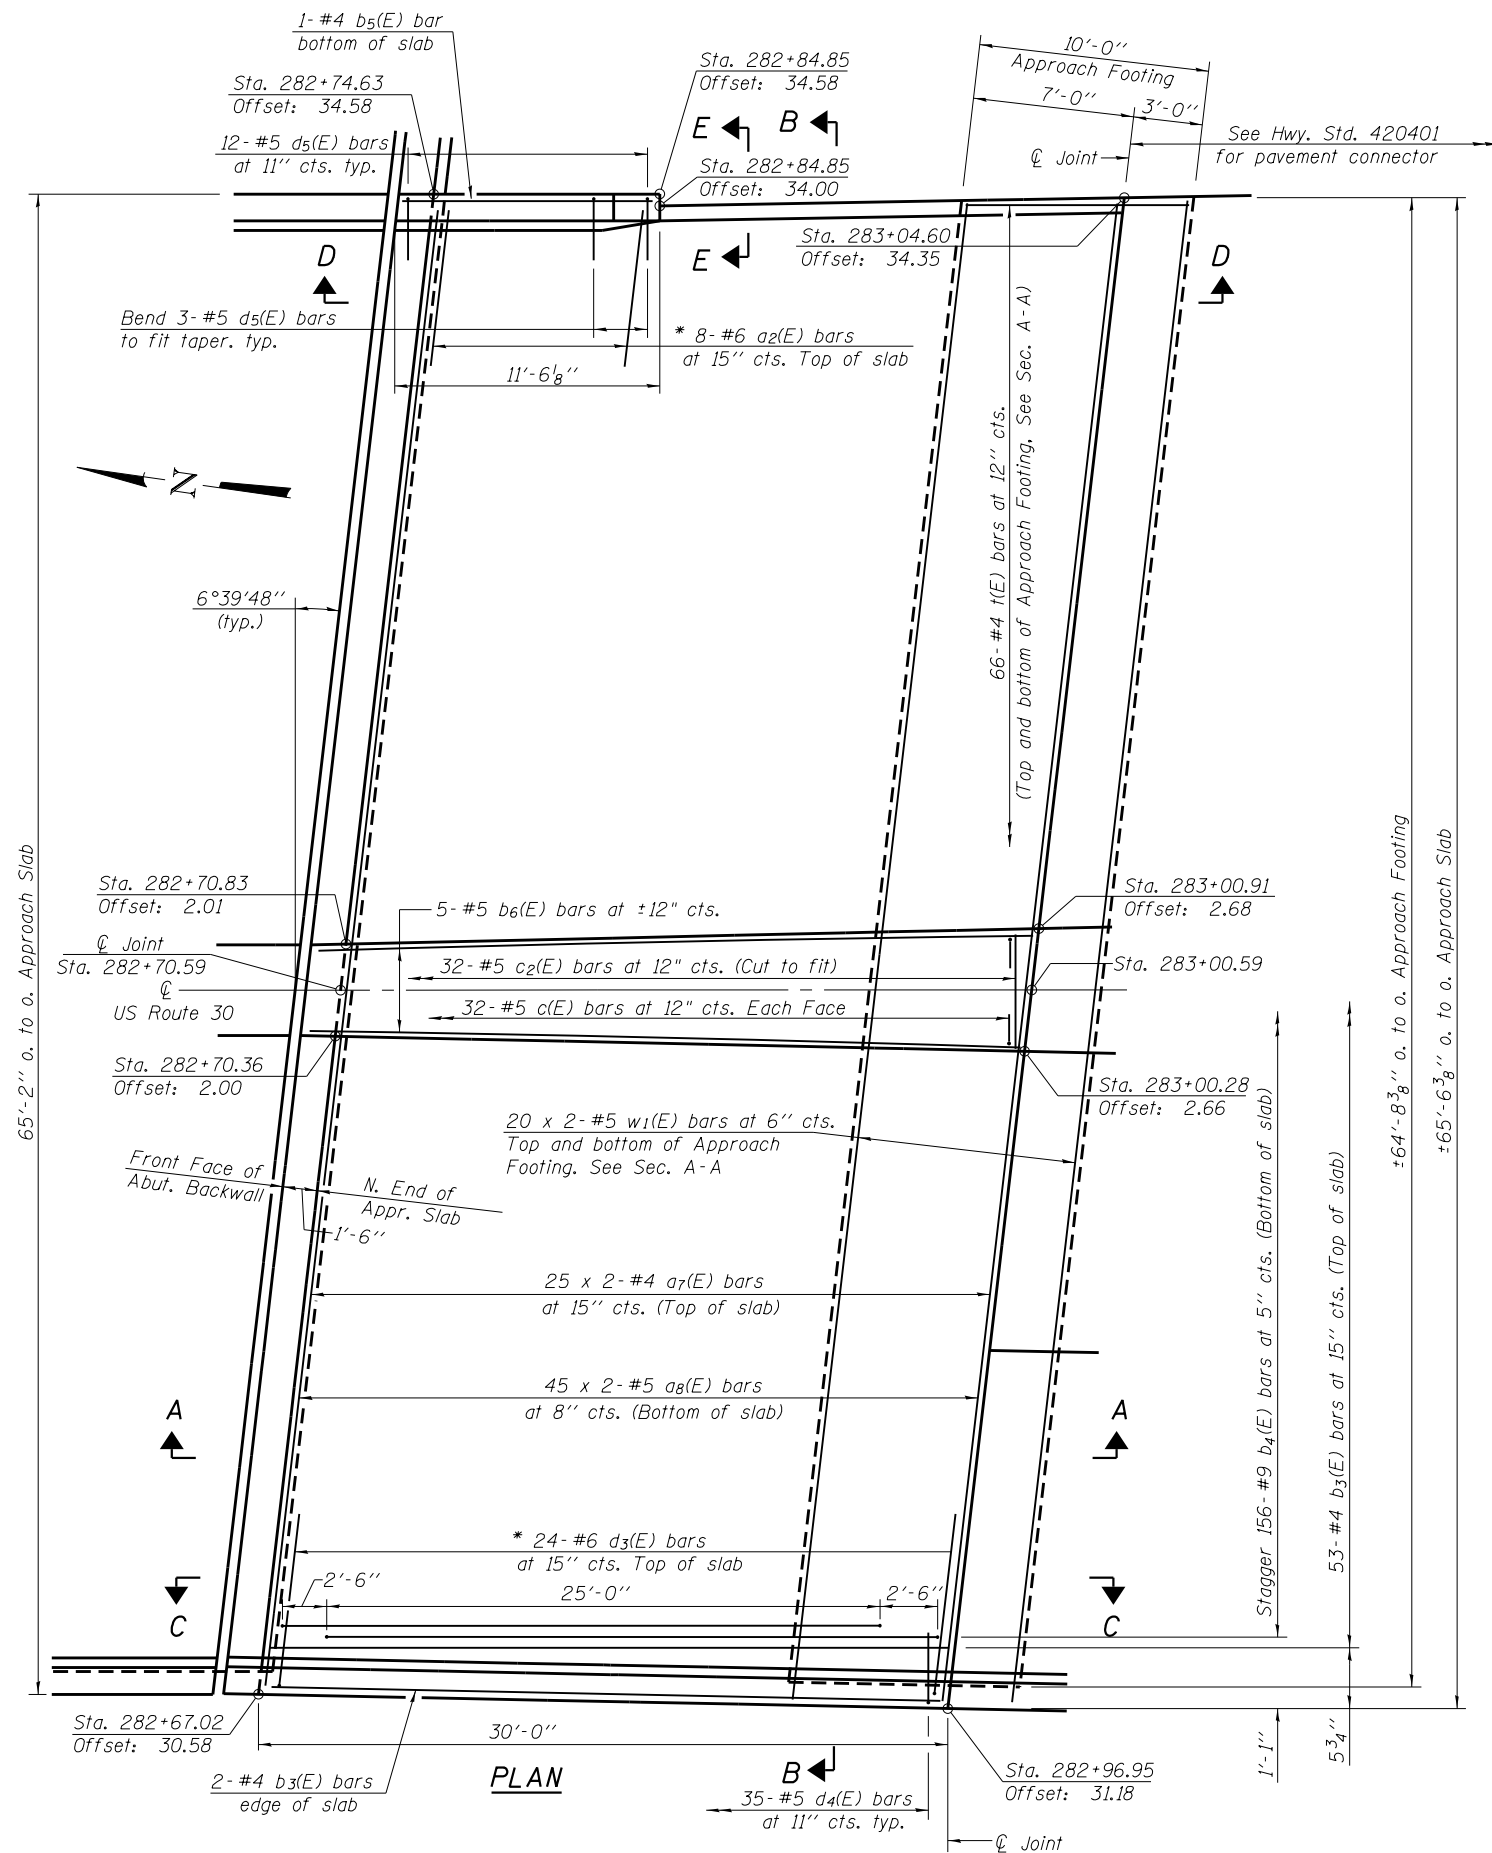 1-#4 b5(E) bar
bottom of slab
Sta. 282+74.63
Offset: 34.58
12-#5 d5(E) bars
at 11" cts. typ.
Sta. 282+84.85
Offset: 34.58
E
B
Sta. 282+84.85
Offset: 34.00
10'-0"
Approach Footing
7'-0"
3'-0"
℄ Joint
See Hwy. Std. 420401
for pavement connector
D
E
Sta. 283+04.60
Offset: 34.35
D
Bend 3-#5 d5(E) bars
to fit taper. typ.
* 8-#6 a2(E) bars
at 15" cts. Top of slab
11'-6⅛"
66-#4 t(E) bars at 12" cts.
(Top and bottom of Approach Footing, See Sec. A-A)
N
6°39'48"
(typ.)
65'-2" o. to o. Approach Slab
Sta. 282+70.83
Offset: 2.01
℄ Joint
Sta. 282+70.59
℄
US Route 30
Sta. 282+70.36
Offset: 2.00
5-#5 b6(E) bars at ±12" cts.
32-#5 c2(E) bars at 12" cts. (Cut to fit)
32-#5 c(E) bars at 12" cts. Each Face
Sta. 283+00.91
Offset: 2.68
Sta. 283+00.59
Sta. 283+00.28
Offset: 2.66
20 x 2-#5 w1(E) bars at 6" cts.
Top and bottom of Approach
Footing. See Sec. A-A
Front Face of
Abut. Backwall
N. End of
Appr. Slab
1'-6"
25 x 2-#4 a7(E) bars
at 15" cts. (Top of slab)
45 x 2-#5 a8(E) bars
at 8" cts. (Bottom of slab)
Stagger 156-#9 b4(E) bars at 5" cts. (Bottom of slab)
53-#4 b3(E) bars at 15" cts. (Top of slab)
±64'-8⅜" o. to o. Approach Footing
±65'-6⅜" o. to o. Approach Slab
A
A
* 24-#6 d3(E) bars
at 15" cts. Top of slab
2'-6"
25'-0"
2'-6"
C
C
Sta. 282+67.02
Offset: 30.58
30'-0"
2-#4 b3(E) bars
edge of slab
PLAN
B
35-#5 d4(E) bars
at 11" cts. typ.
Sta. 282+96.95
Offset: 31.18
℄ Joint
1'-1"
5¾"